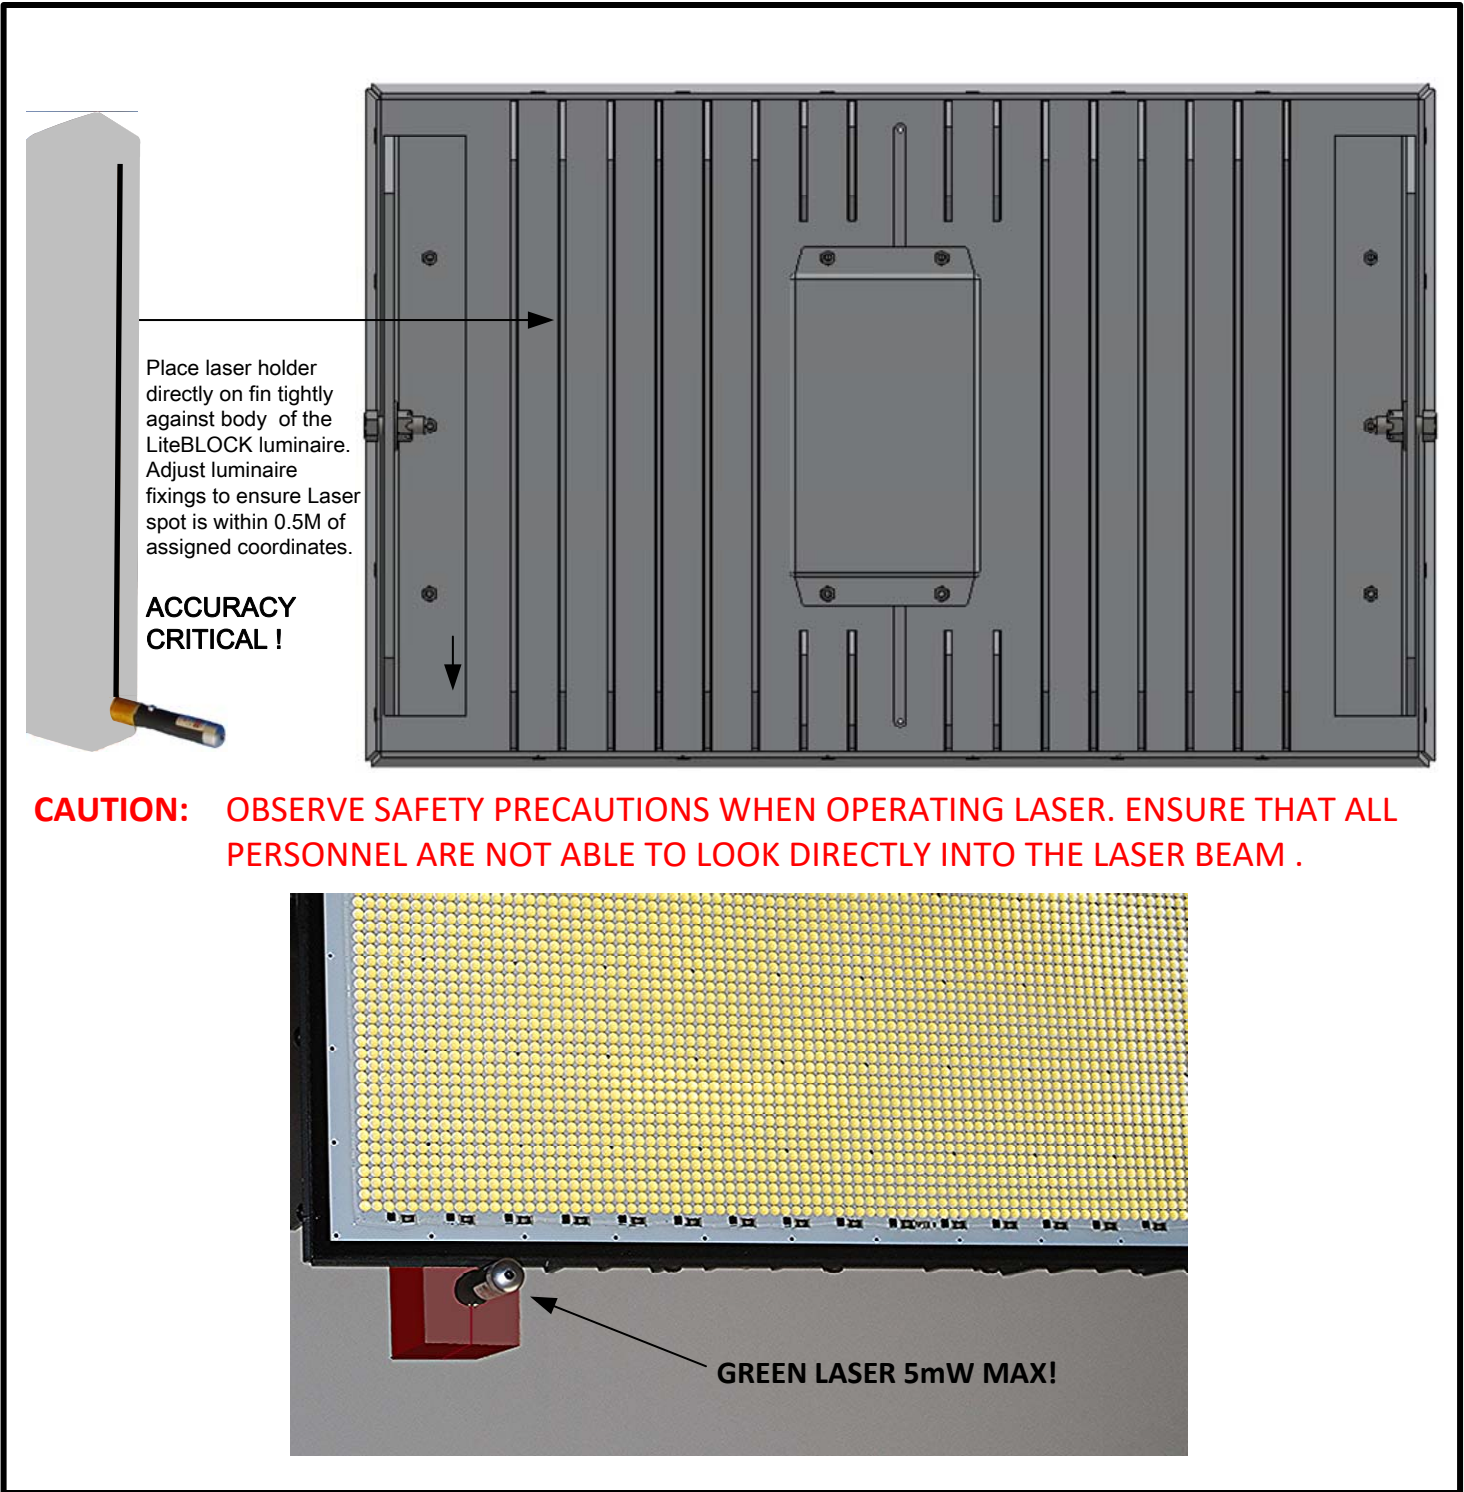 Place laser holder
directly on fin tightly
against body of the
LiteBLOCK luminaire.
Adjust luminaire
fixings to ensure Laser
spot is within 0.5M of
assigned coordinates.
ACCURACY
CRITICAL !
CAUTION: OBSERVE SAFETY PRECAUTIONS WHEN OPERATING LASER. ENSURE THAT ALL
PERSONNEL ARE NOT ABLE TO LOOK DIRECTLY INTO THE LASER BEAM .
GREEN LASER 5mW MAX!